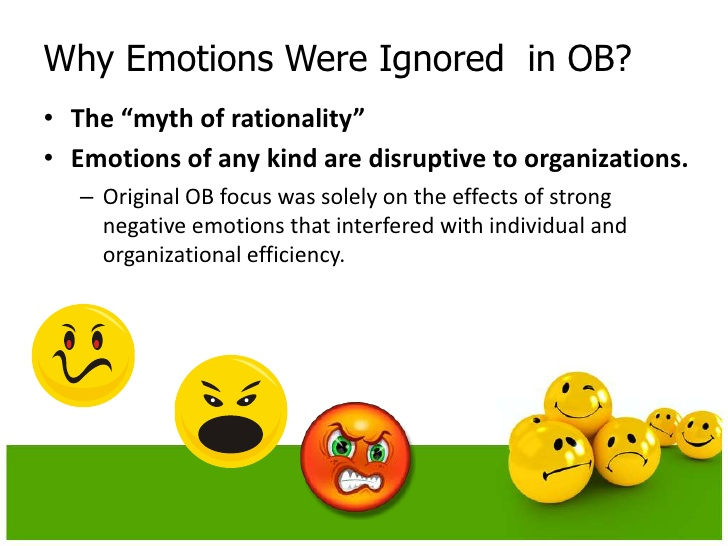 Why Emotions Were Ignored  in OB?
• The “myth of rationality”
• Emotions of any kind are disruptive to organizations.
– Original OB focus was solely on the effects of strong
negative emotions that interfered with individual and
organizational efficiency.